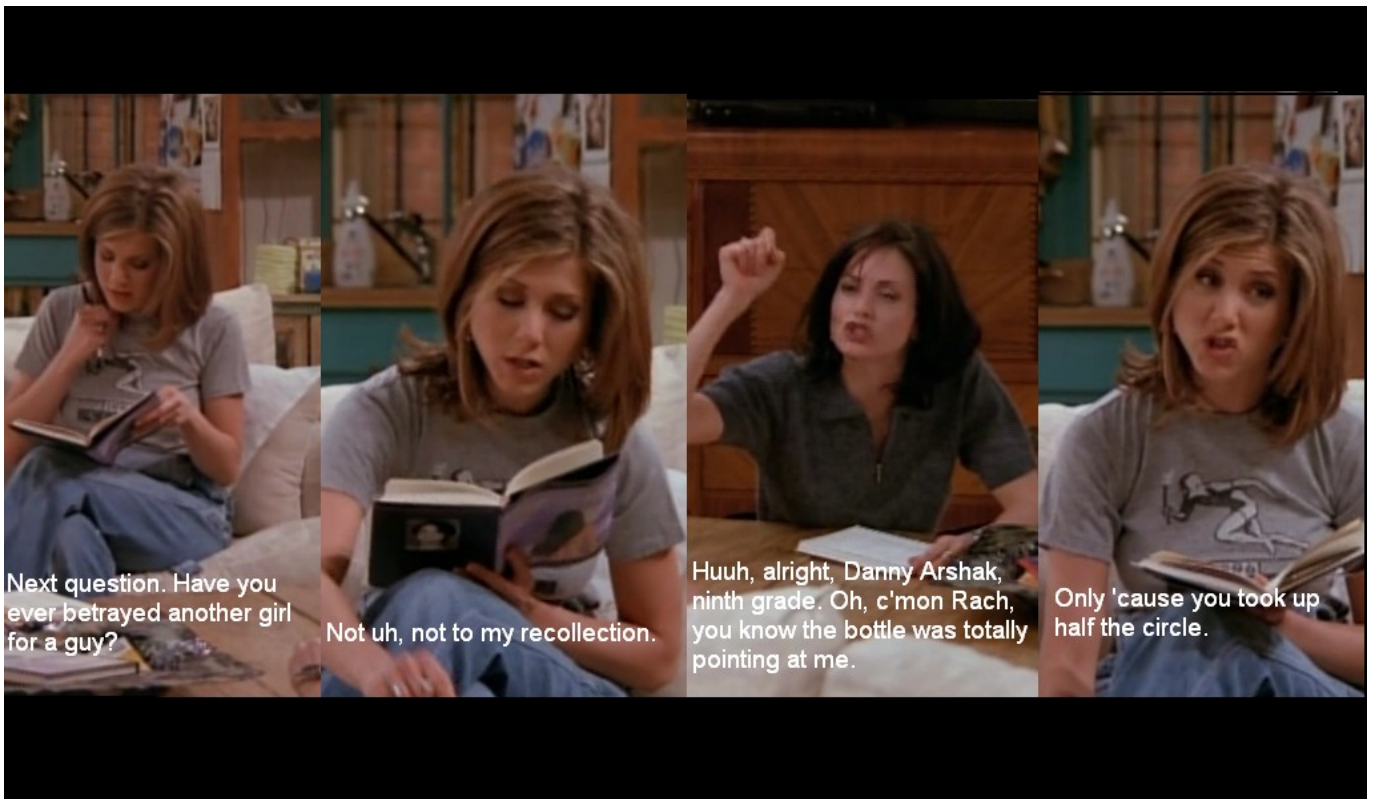 Next question. Have you
ever betrayed another girl
for a guy?
Not uh, not to my recollection.
Huuh, alright, Danny Arshak,
ninth grade. Oh, c'mon Rach,
you know the bottle was totally
pointing at me.
Only 'cause you took up
half the circle.